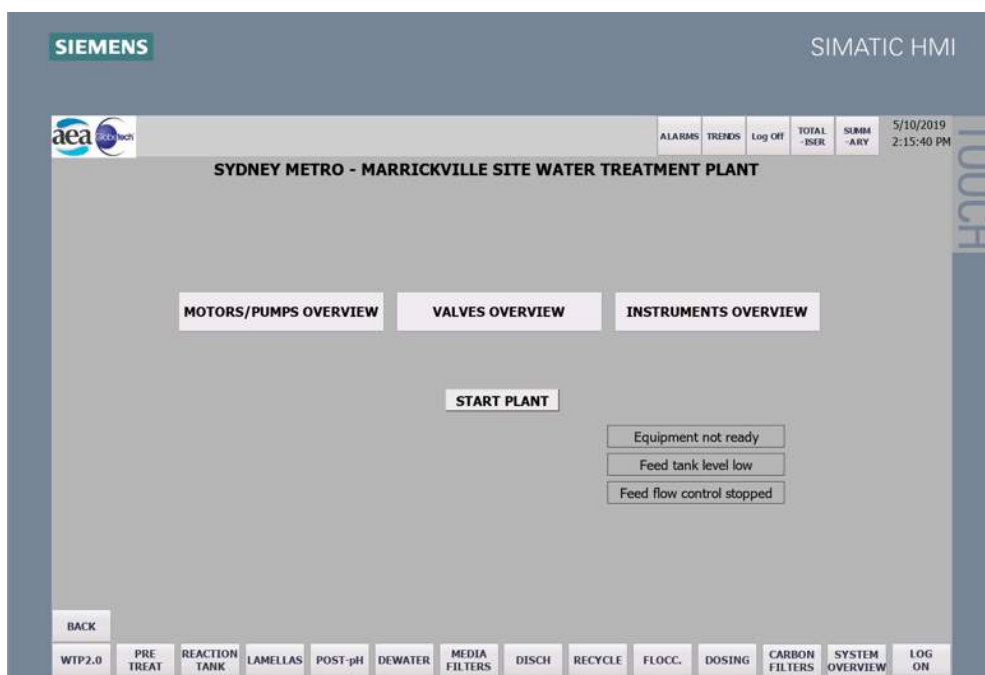 SIEMENS
SIMATIC HMI
TOUCH
aea Globotech
ALARMS
TRENDS
Log Off
TOTAL
-ISER
SUMM
-ARY
5/10/2019
2:15:40 PM
SYDNEY METRO - MARRICKVILLE SITE WATER TREATMENT PLANT
MOTORS/PUMPS OVERVIEW
VALVES OVERVIEW
INSTRUMENTS OVERVIEW
START PLANT
Equipment not ready
Feed tank level low
Feed flow control stopped
BACK
WTP2.0
PRE
TREAT
REACTION
TANK
LAMELLAS
POST-pH
DEWATER
MEDIA
FILTERS
DISCH
RECYCLE
FLOCC.
DOSING
CARBON
FILTERS
SYSTEM
OVERVIEW
LOG
ON